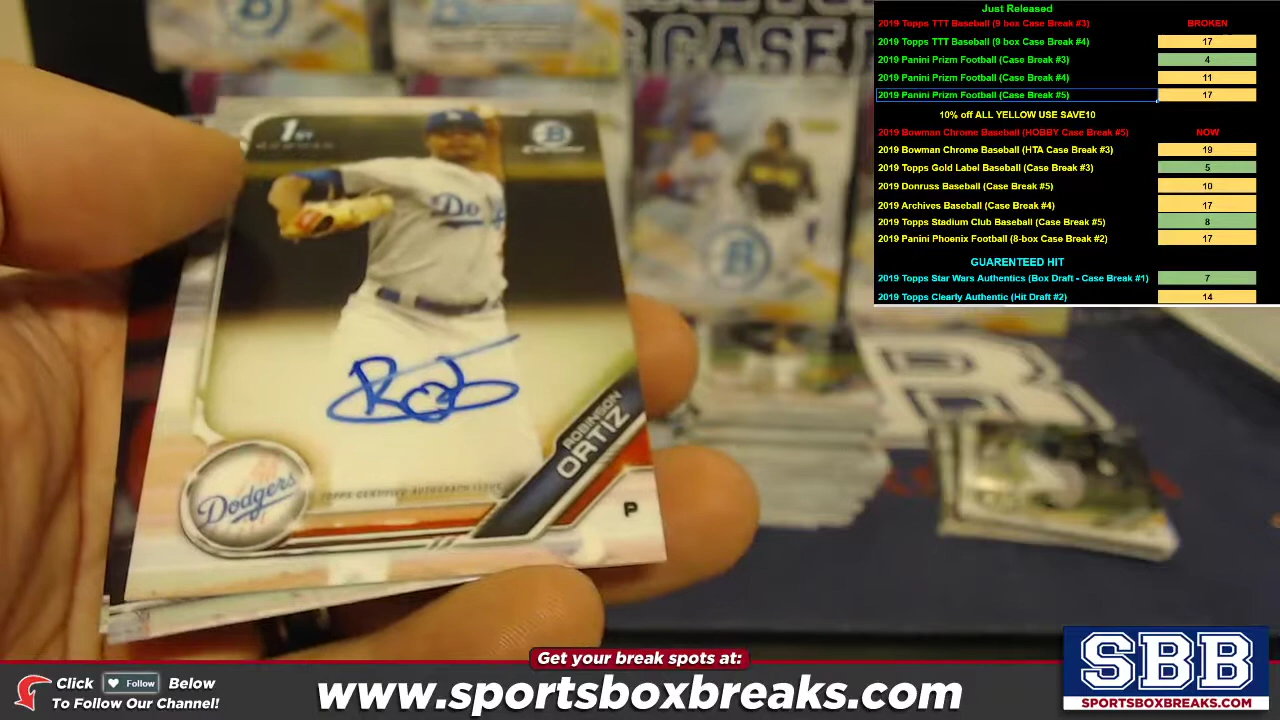 Just Released
2019 Topps TTT Baseball (9 box Case Break #3) BROKEN
2019 Topps TTT Baseball (9 box Case Break #4) 17
2019 Panini Prizm Football (Case Break #3) 4
2019 Panini Prizm Football (Case Break #4) 11
2019 Panini Prizm Football (Case Break #5) 17
10% off ALL YELLOW USE SAVE10
2019 Bowman Chrome Baseball (HOBBY Case Break #5) NOW
2019 Bowman Chrome Baseball (HTA Case Break #3) 19
2019 Topps Gold Label Baseball (Case Break #3) 5
2019 Donruss Baseball (Case Break #5) 10
2019 Archives Baseball (Case Break #4) 17
2019 Topps Stadium Club Baseball (Case Break #5) 8
2019 Panini Phoenix Football (8-box Case Break #2) 17
GUARENTEED HIT
2019 Topps Star Wars Authentics (Box Draft - Case Break #1) 7
2019 Topps Clearly Authentic (Hit Draft #2) 14
CASE
1ST
B
Do
ROBINSON
ORTIZ
Dodgers
TOPPS CERTIFIED AUTOGRAPH ISSUE
P
Get your break spots at:
Click Follow Below
To Follow Our Channel!
www.sportsboxbreaks.com
SBB
SPORTSBOXBREAKS.COM